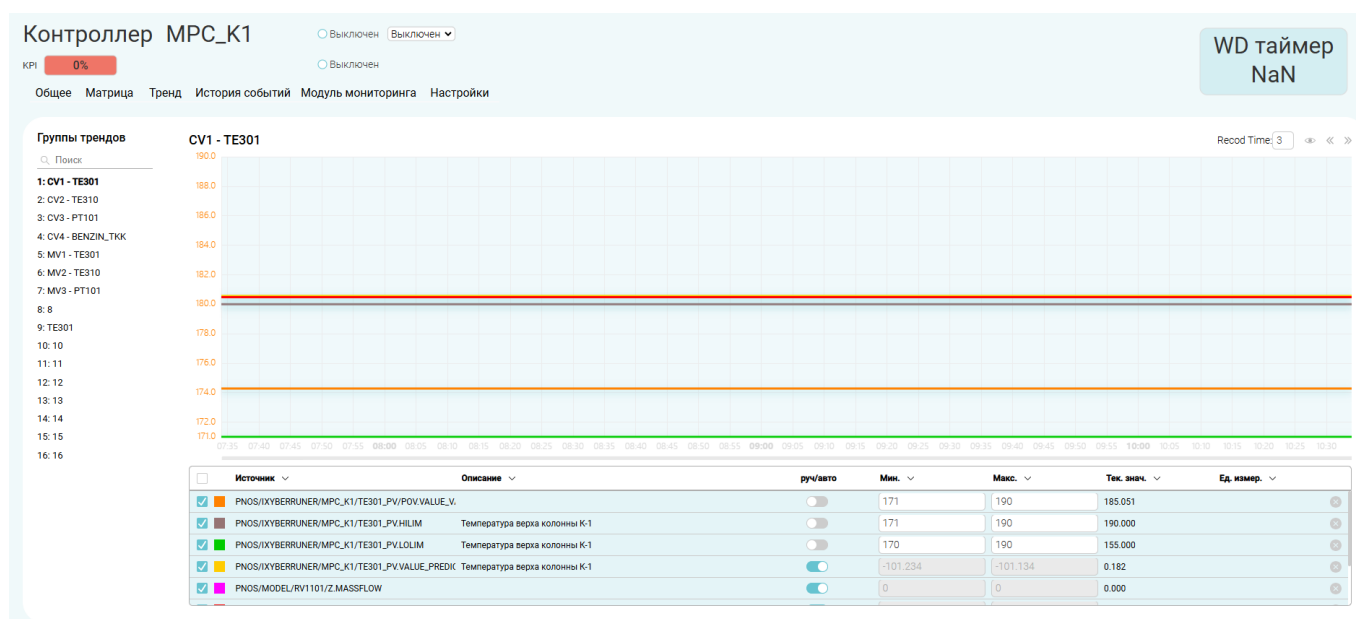 Контроллер MPC_K1
Выключен Выключен
WD таймер
NaN
KPI 0%
Выключен
Общее Матрица Тренд История событий Модуль мониторинга Настройки
Группы трендов
Поиск
1: CV1 - TE301
2: CV2 - TE310
3: CV3 - PT101
4: CV4 - BENZIN_TKK
5: MV1 - TE301
6: MV2 - TE310
7: MV3 - PT101
8: 8
9: TE301
10: 10
11: 11
12: 12
13: 13
14: 14
15: 15
16: 16
CV1 - TE301
Recod Time: 3
190.0
188.0
186.0
184.0
182.0
180.0
178.0
176.0
174.0
172.0
171.0
07:35 07:40 07:45 07:50 07:55 08:00 08:05 08:10 08:15 08:20 08:25 08:30 08:35 08:40 08:45 08:50 08:55 09:00 09:05 09:10 09:15 09:20 09:25 09:30 09:35 09:40 09:45 09:50 09:55 10:00 10:05 10:10 10:15 10:20 10:25 10:30
Источник Описание руч/авто Мин. Макс. Тек. знач. Ед. измер.
PNOS/IXYBERRUNER/MPC_K1/TE301_PV/POV.VALUE_V. 171 190 185.051
PNOS/IXYBERRUNER/MPC_K1/TE301_PV.HILIM Температура верха колонны К-1 171 190 190.000
PNOS/IXYBERRUNER/MPC_K1/TE301_PV.LOLIM Температура верха колонны К-1 170 190 155.000
PNOS/IXYBERRUNER/MPC_K1/TE301_PV.VALUE_PREDIC Температура верха колонны К-1 -101.234 -101.134 0.182
PNOS/MODEL/RV1101/Z.MASSFLOW 0 0 0.000